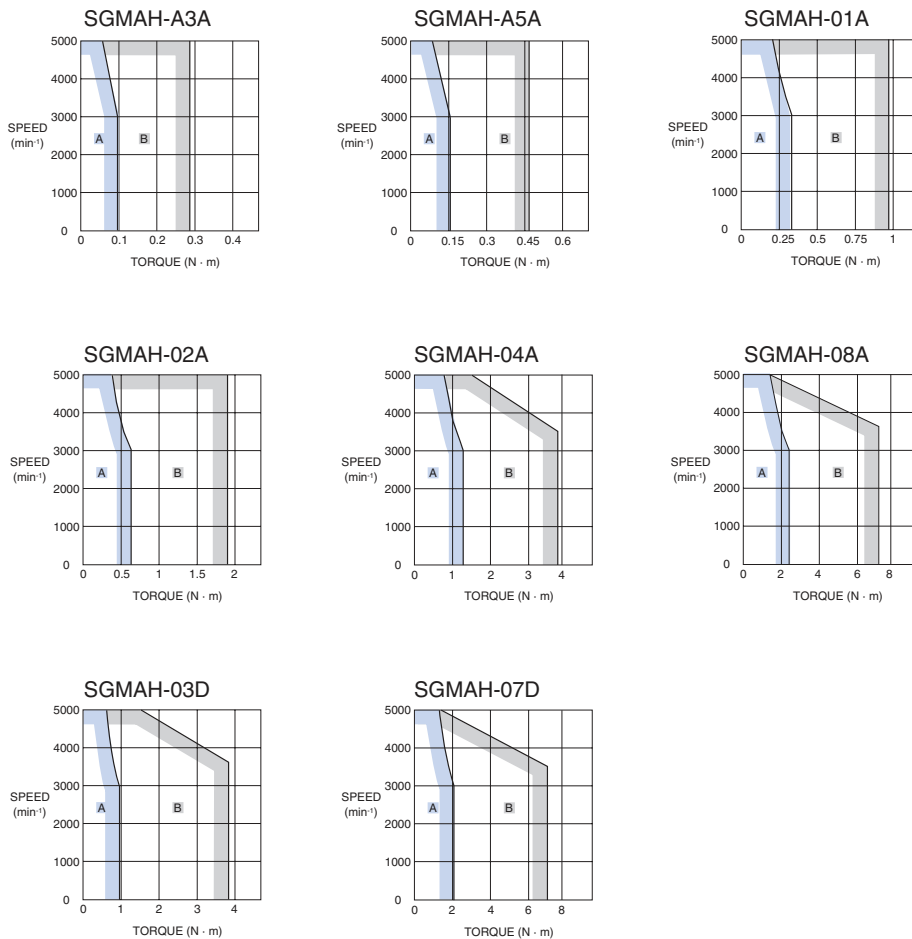 SGMAH-A3A
5000
4000
3000
2000
1000
0
SPEED
(min⁻¹)
A
B
0 0.1 0.2 0.3 0.4
TORQUE (N · m)
SGMAH-A5A
5000
4000
3000
2000
1000
0
SPEED
(min⁻¹)
A
B
0 0.15 0.3 0.45 0.6
TORQUE (N · m)
SGMAH-01A
5000
4000
3000
2000
1000
0
SPEED
(min⁻¹)
A
B
0 0.25 0.5 0.75 1
TORQUE (N · m)
SGMAH-02A
5000
4000
3000
2000
1000
0
SPEED
(min⁻¹)
A
B
0 0.5 1 1.5 2
TORQUE (N · m)
SGMAH-04A
5000
4000
3000
2000
1000
0
SPEED
(min⁻¹)
A
B
0 1 2 3 4
TORQUE (N · m)
SGMAH-08A
5000
4000
3000
2000
1000
0
SPEED
(min⁻¹)
A
B
0 2 4 6 8
TORQUE (N · m)
SGMAH-03D
5000
4000
3000
2000
1000
0
SPEED
(min⁻¹)
A
B
0 1 2 3 4
TORQUE (N · m)
SGMAH-07D
5000
4000
3000
2000
1000
0
SPEED
(min⁻¹)
A
B
0 2 4 6 8
TORQUE (N · m)